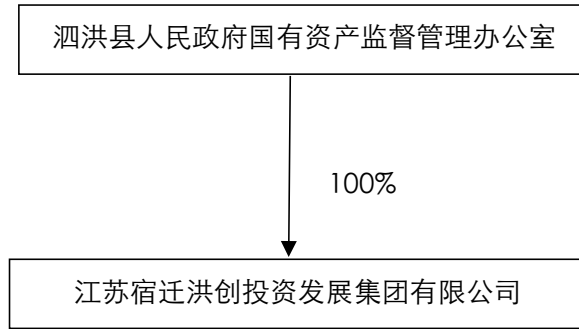 泗洪县人民政府国有资产监督管理办公室
100%
江苏宿迁洪创投资发展集团有限公司